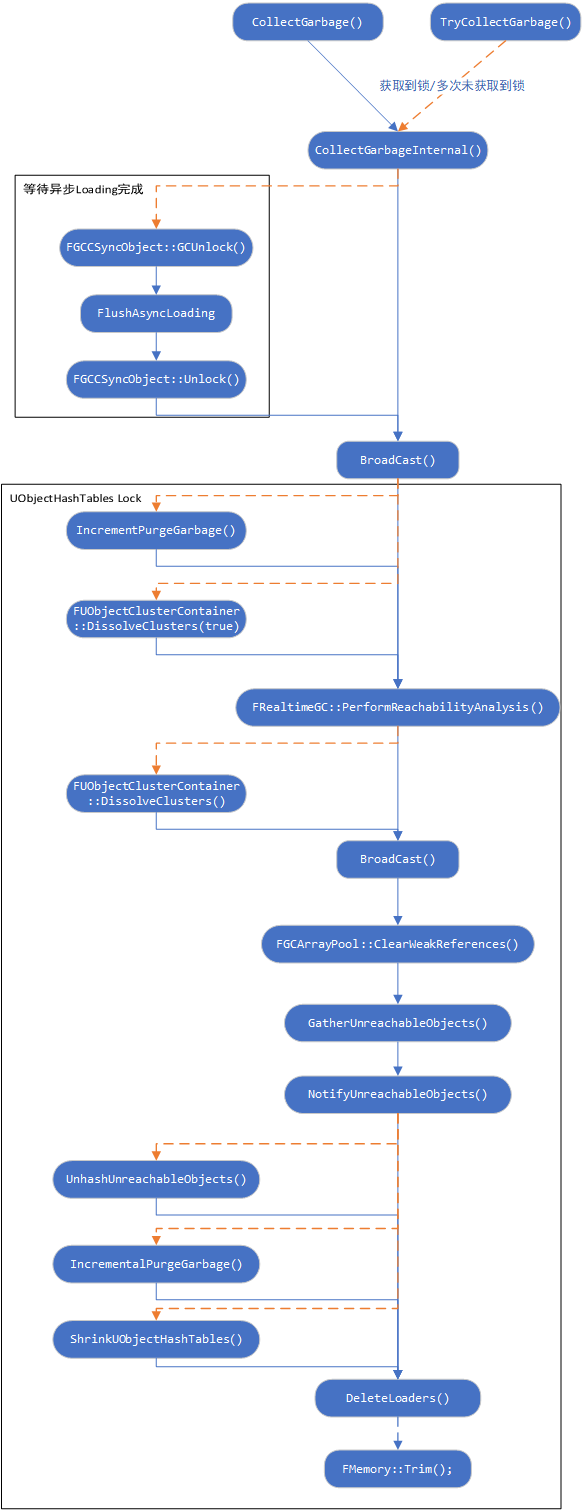 CollectGarbage()
TryCollectGarbage()
获取到锁/多次未获取到锁
CollectGarbageInternal()
等待异步Loading完成
FGCCSyncObject::GCUnlock()
FlushAsyncLoading
FGCCSyncObject::Unlock()
BroadCast()
UObjectHashTables Lock
IncrementPurgeGarbage()
FUObjectClusterContainer
::DissolveClusters(true)
FRealtimeGC::PerformReachabilityAnalysis()
FUObjectClusterContainer
::DissolveClusters()
BroadCast()
FGCArrayPool::ClearWeakReferences()
GatherUnreachableObjects()
NotifyUnreachableObjects()
UnhashUnreachableObjects()
IncrementalPurgeGarbage()
ShrinkUObjectHashTables()
DeleteLoaders()
FMemory::Trim();